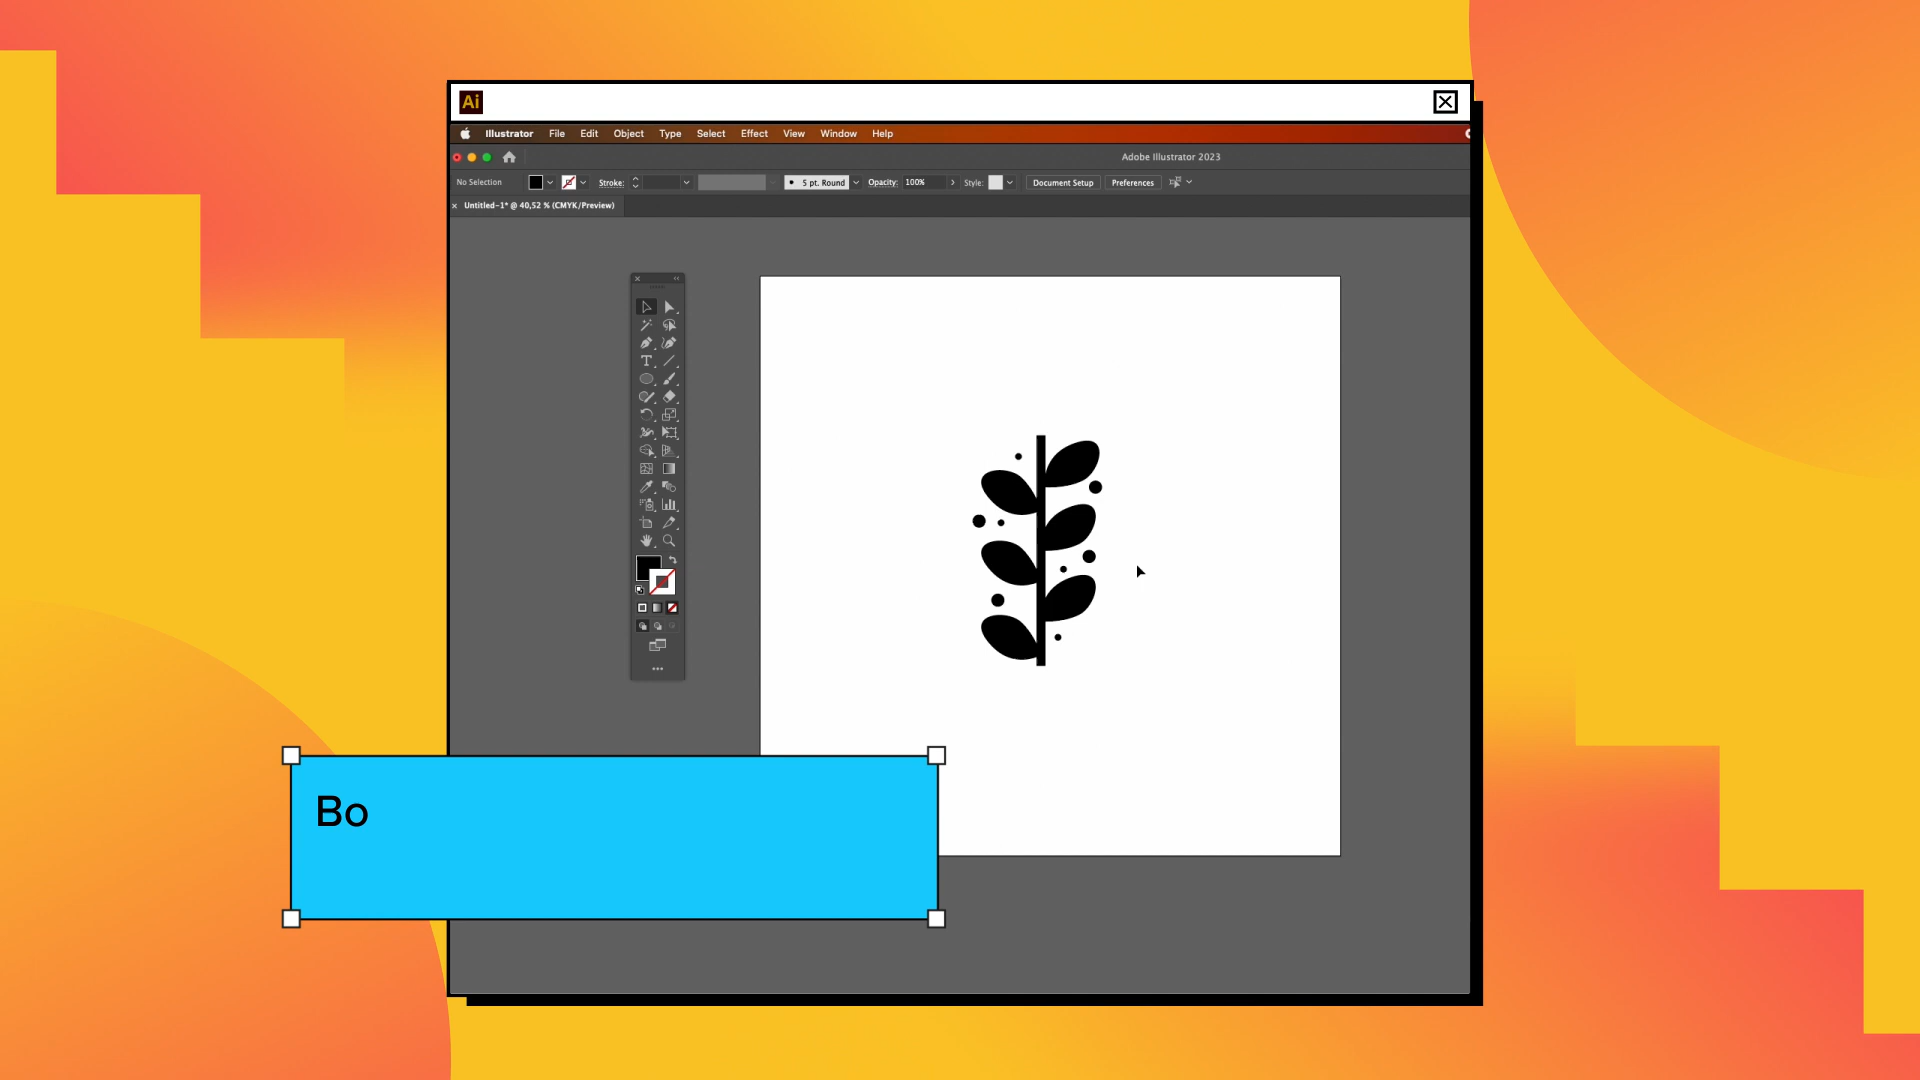 Ai
Illustrator File Edit Object Type Select Effect View Window Help
Adobe Illustrator 2023
No Selection Stroke: 5 pt. Round Opacity: 100% Style: Document Setup Preferences
Untitled-1* @ 40,52 % (CMYK/Preview)
Bo